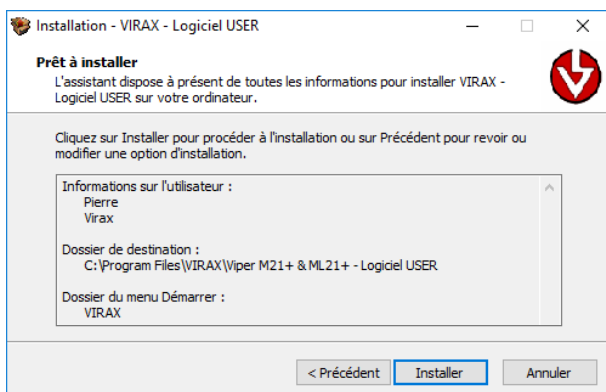 Installation - VIRAX - Logiciel USER
Prêt à installer
L'assistant dispose à présent de toutes les informations pour installer VIRAX -
Logiciel USER sur votre ordinateur.
Cliquez sur Installer pour procéder à l'installation ou sur Précédent pour revoir ou
modifier une option d'installation.
Informations sur l'utilisateur :
Pierre
Virax
Dossier de destination :
C:\Program Files\VIRAX\Viper M21+ & ML21+ - Logiciel USER
Dossier du menu Démarrer :
VIRAX
< Précédent
Installer
Annuler